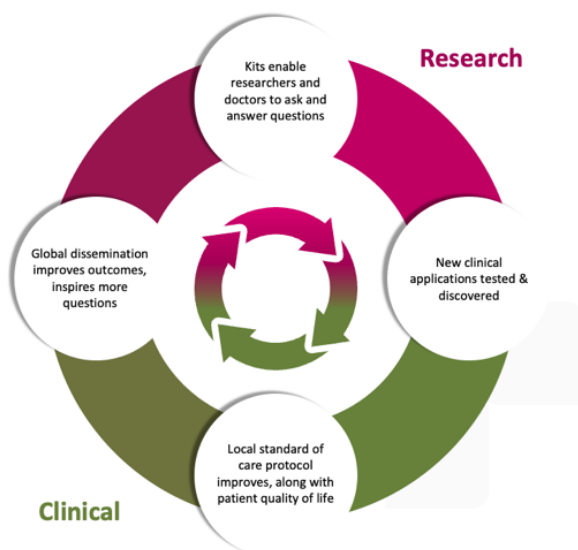 Research
Kits enable
researchers and
doctors to ask and
answer questions
New clinical
applications tested &
discovered
Local standard of
care protocol
improves, along with
patient quality of life
Clinical
Global dissemination
improves outcomes,
inspires more
questions